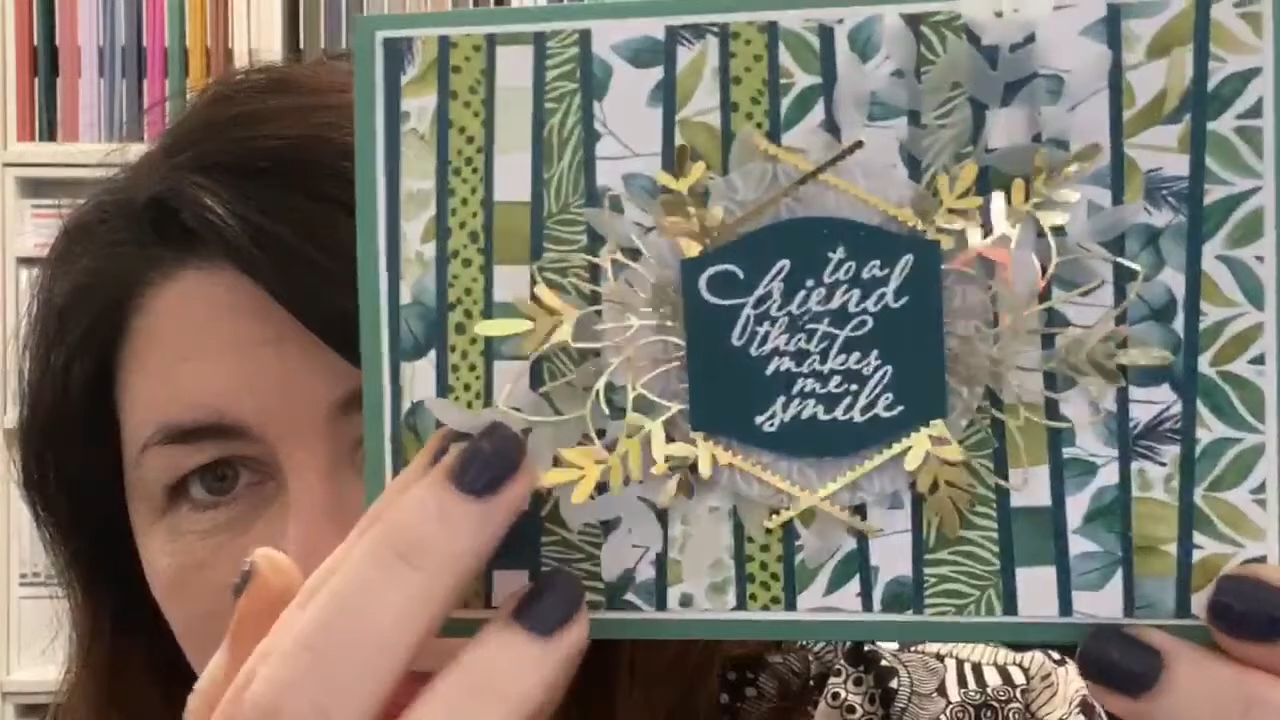 to a
friend
that
makes
me
smile